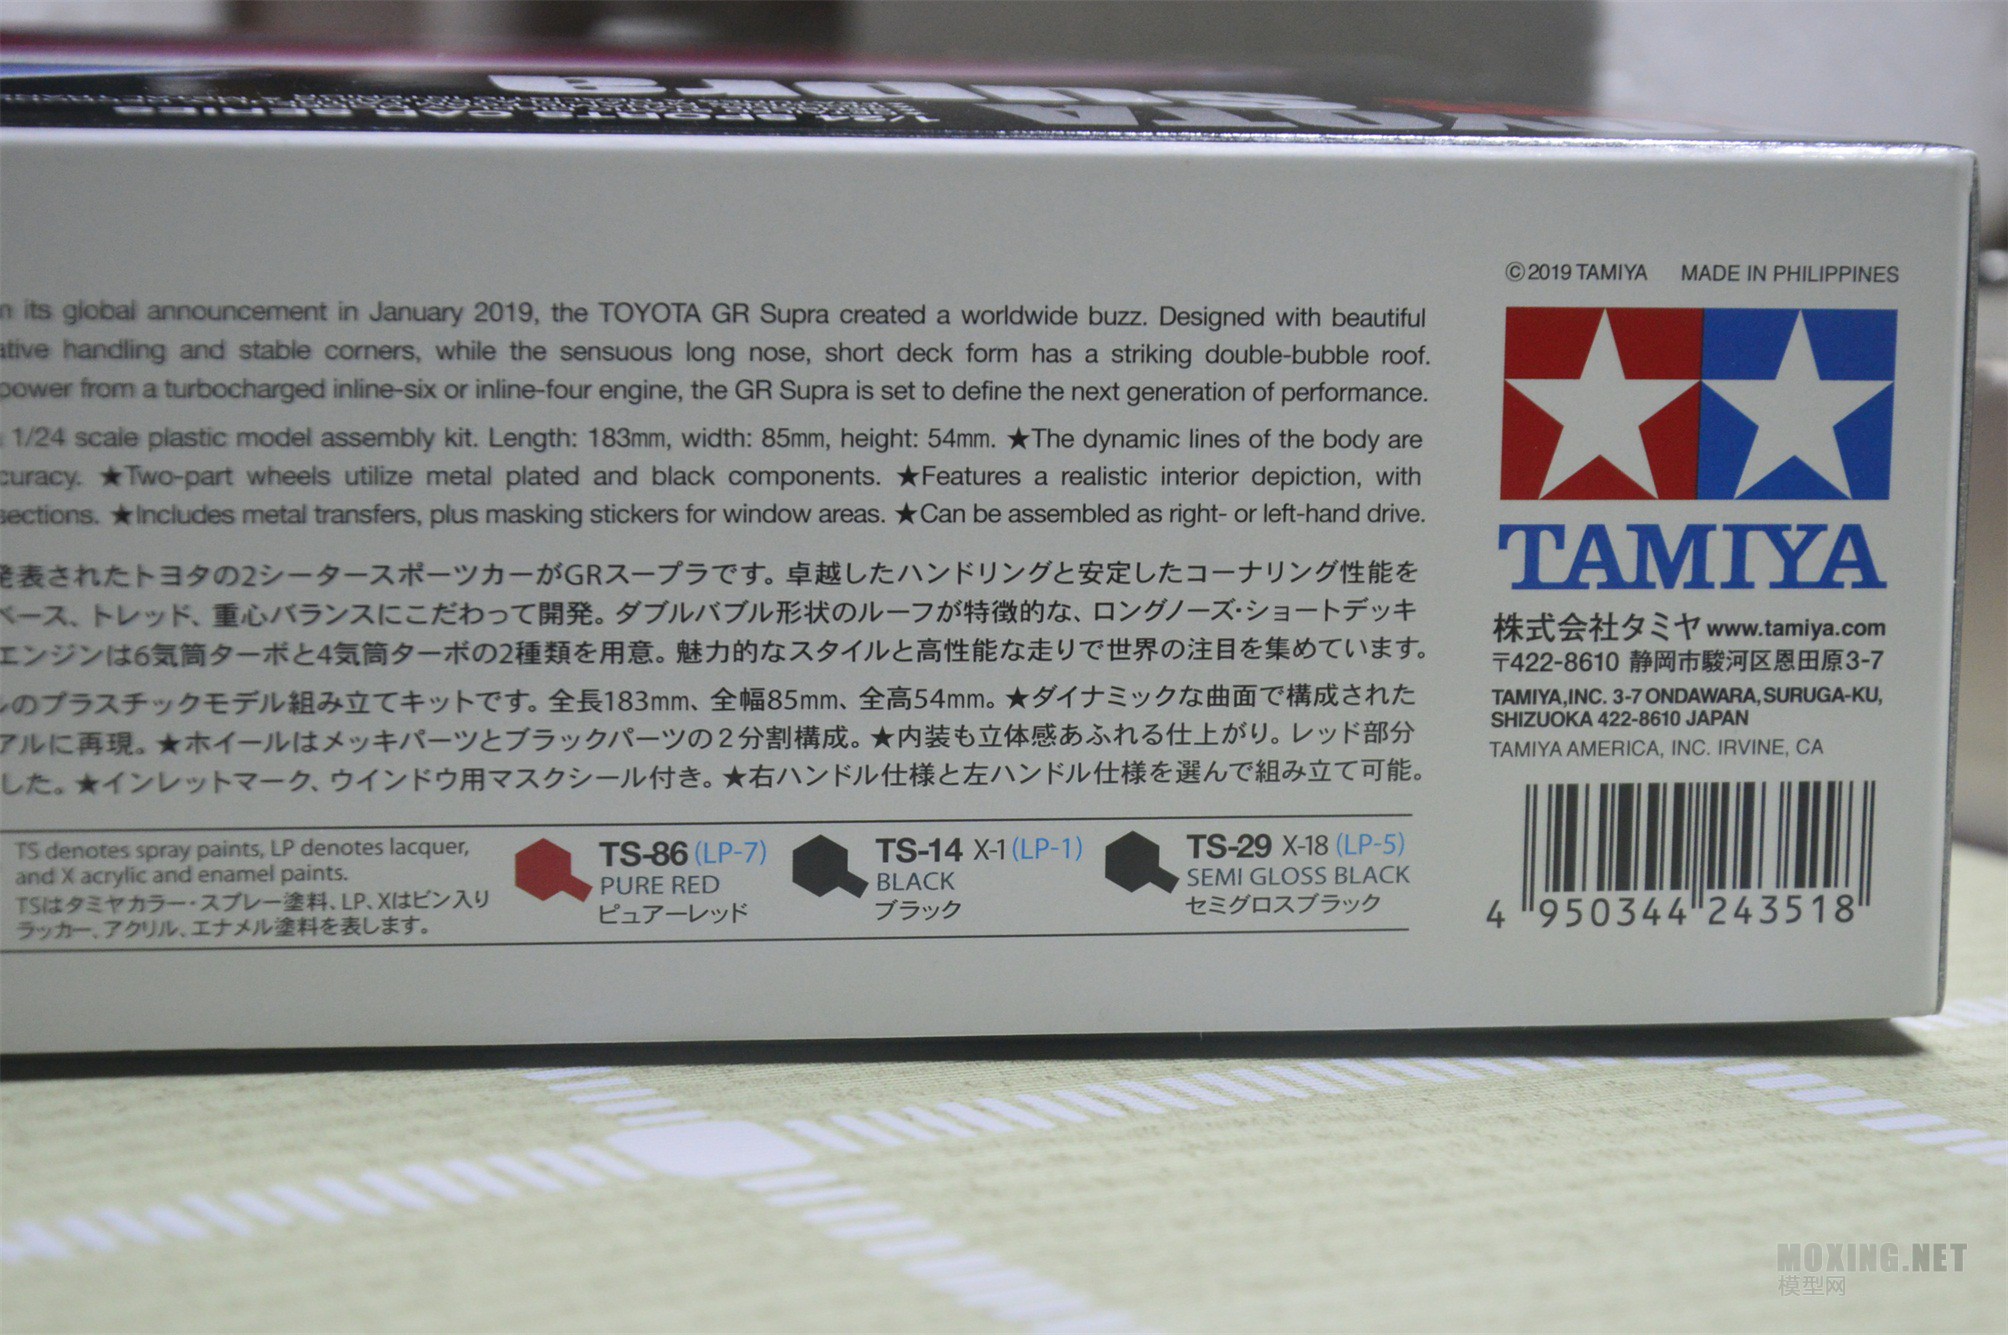 SUPRA
1/24 SPORTS CAR SERIES
its global announcement in January 2019, the TOYOTA GR Supra created a worldwide buzz. Designed with beautiful
handling and stable corners, while the sensuous long nose, short deck form has a striking double-bubble roof.
power from a turbocharged inline-six or inline-four engine, the GR Supra is set to define the next generation of performance.
1/24 scale plastic model assembly kit. Length: 183mm, width: 85mm, height: 54mm. ★The dynamic lines of the body are
curacy. ★Two-part wheels utilize metal plated and black components. ★Features a realistic interior depiction, with
sections. ★Includes metal transfers, plus masking stickers for window areas. ★Can be assembled as right- or left-hand drive.
発表されたトヨタの2シータースポーツカーがGRスープラです。卓越したハンドリングと安定したコーナリング性能を
ベース、トレッド、重心バランスにこだわって開発。ダブルバブル形状のルーフが特徴的な、ロングノーズ・ショートデッキ
エンジンは6気筒ターボと4気筒ターボの2種類を用意。魅力的なスタイルと高性能な走りで世界の注目を集めています。
ルのプラスチックモデル組み立てキットです。全長183mm、全幅85mm、全高54mm。★ダイナミックな曲面で構成された
アルに再現。★ホイールはメッキパーツとブラックパーツの2分割構成。★内装も立体感あふれる仕上がり。レッド部分
した。★インレットマーク、ウインドウ用マスクシール付き。★右ハンドル仕様と左ハンドル仕様を選んで組み立て可能。
TS denotes spray paints, LP denotes lacquer,
and X acrylic and enamel paints.
TSはタミヤカラー・スプレー塗料、LP、Xはビン入り
ラッカー、アクリル、エナメル塗料を表します。
TS-86 (LP-7)
PURE RED
ピュアーレッド
TS-14 X-1 (LP-1)
BLACK
ブラック
TS-29 X-18 (LP-5)
SEMI GLOSS BLACK
セミグロスブラック
©2019 TAMIYA MADE IN PHILIPPINES
TAMIYA
株式会社タミヤ www.tamiya.com
〒422-8610 静岡市駿河区恩田原3-7
TAMIYA,INC. 3-7 ONDAWARA, SURUGA-KU,
SHIZUOKA 422-8610 JAPAN
TAMIYA AMERICA, INC. IRVINE, CA
4 950344 243518
MOXING.NET
模型网